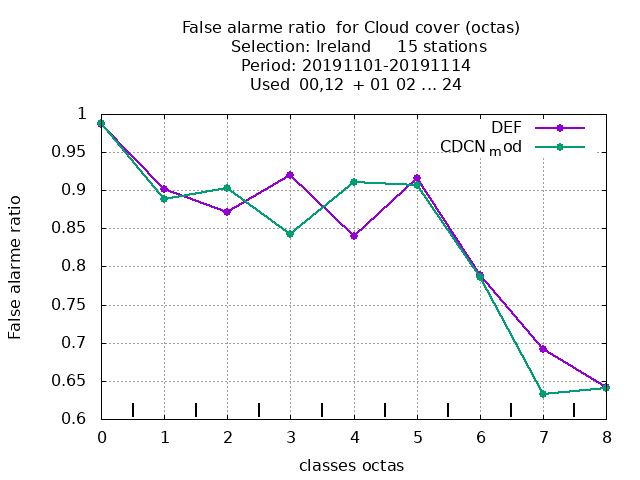 False alarme ratio  for Cloud cover (octas)
Selection: Ireland     15 stations
Period: 20191101-20191114
Used  00,12  + 01 02 ... 24
DEF
CDCN_mod
False alarme ratio
1
0.95
0.9
0.85
0.8
0.75
0.7
0.65
0.6
0 1 2 3 4 5 6 7 8
classes octas